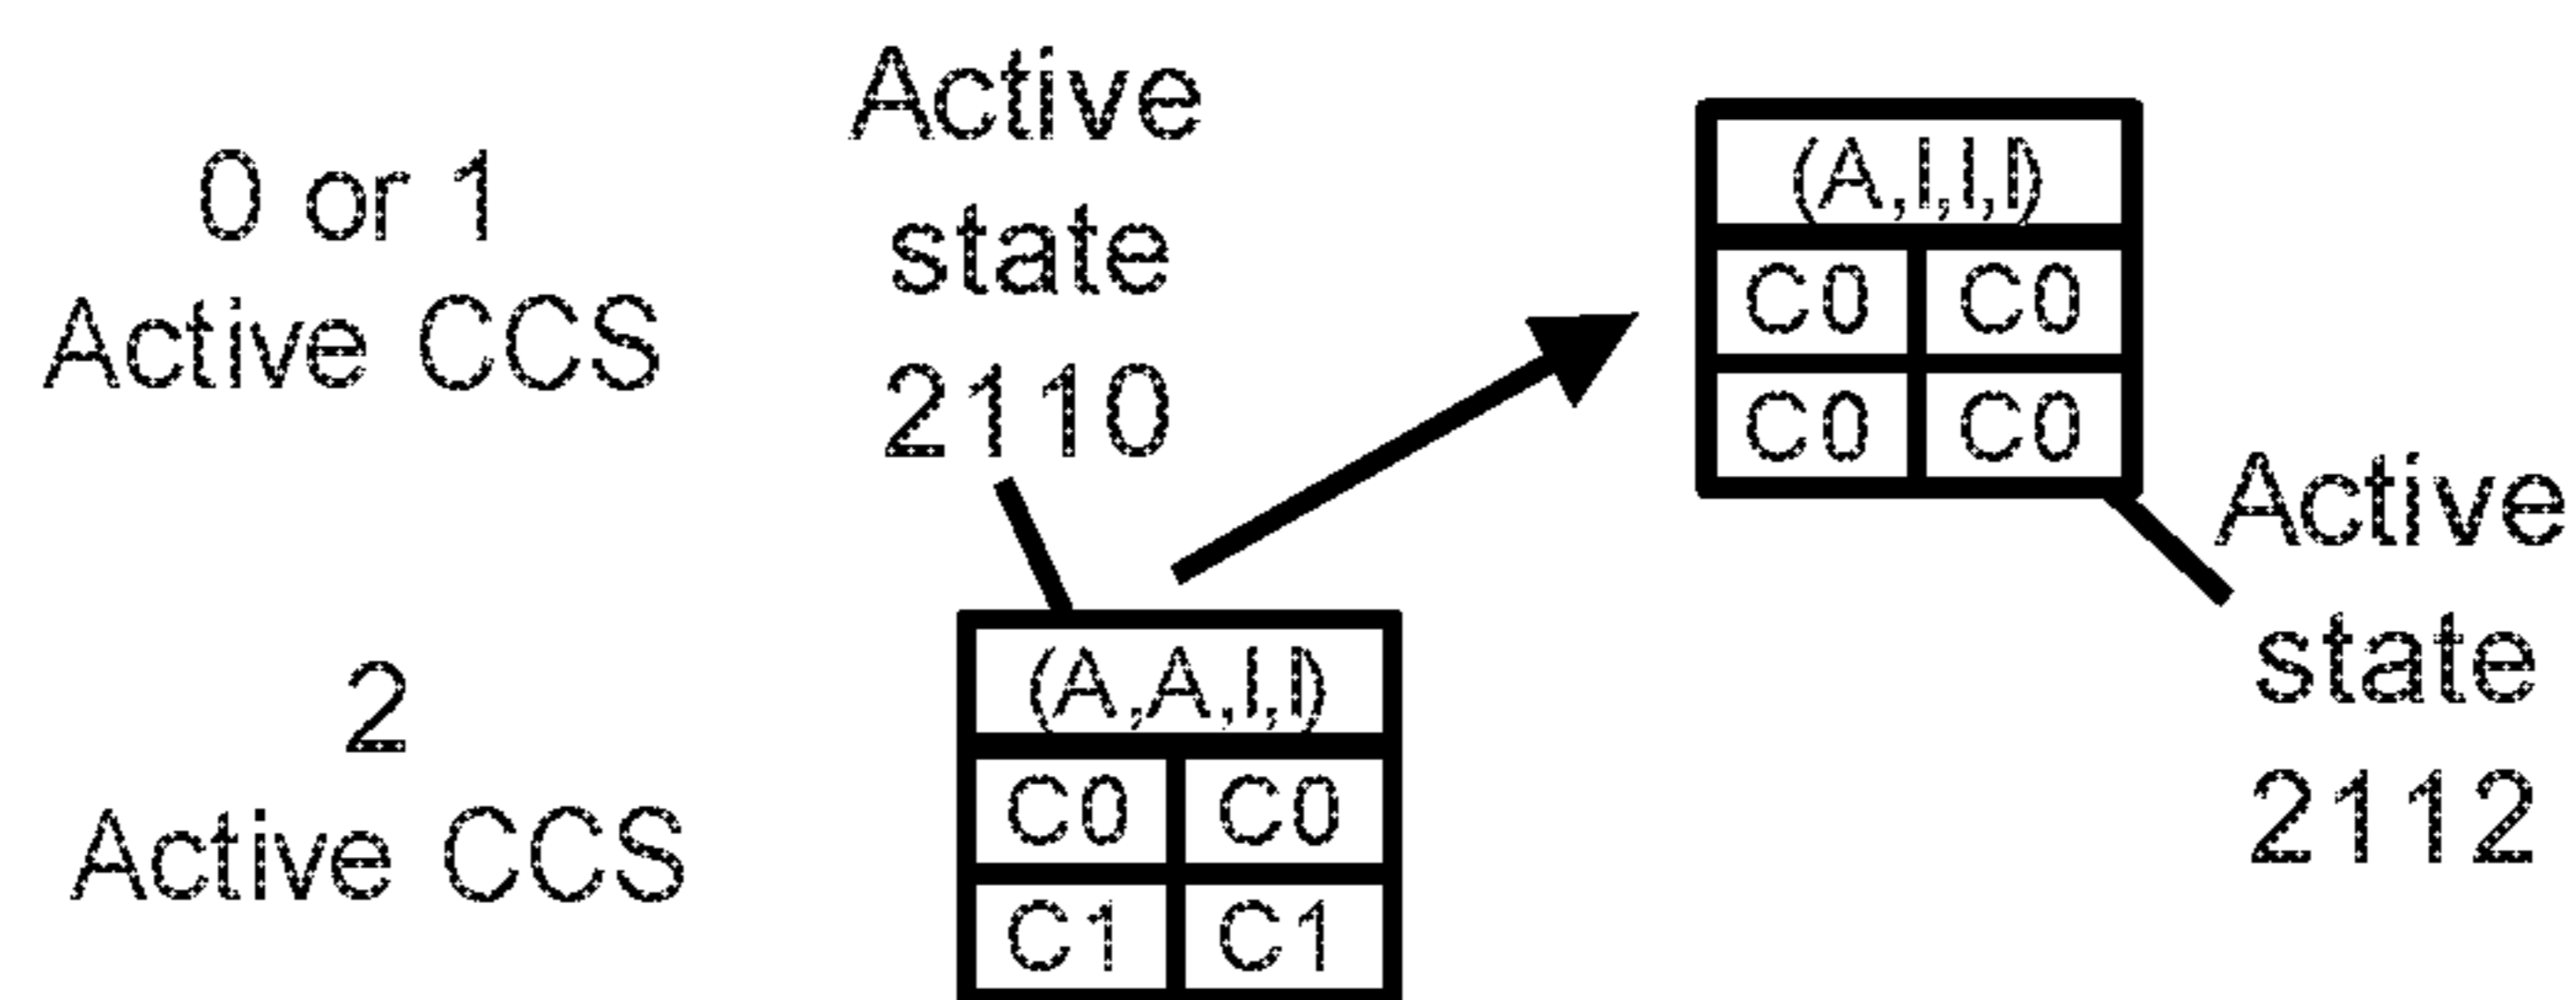 0 or 1
Active CCS
Active
state
2110
(A,I,I,I)
C0 C0
C0 C0
Active
state
2112
2
Active CCS
(A,A,I,I)
C0 C0
C1 C1